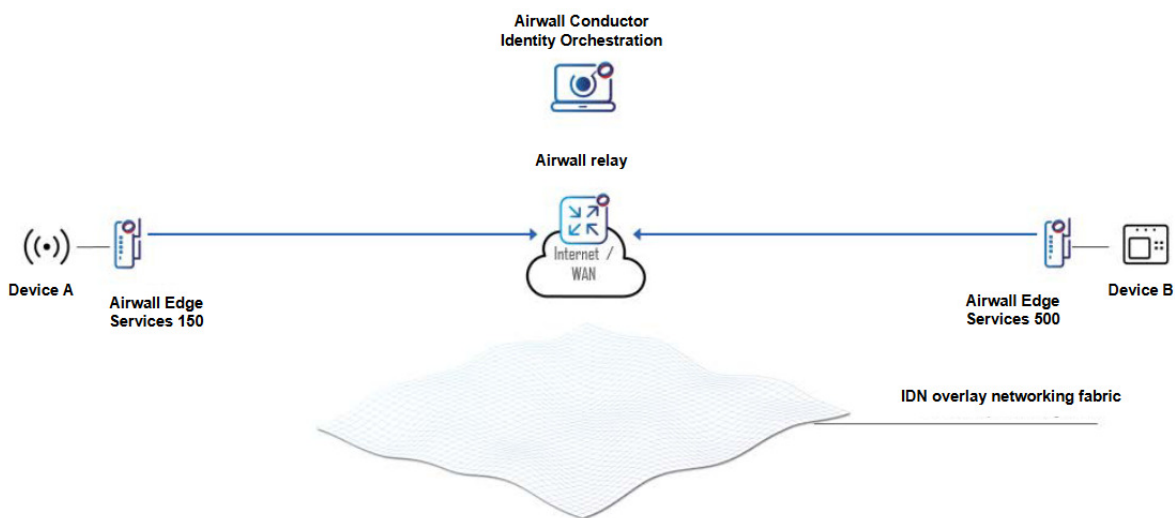 Airwall Conductor
Identity Orchestration
Airwall relay
Internet /
WAN
Device A
Airwall Edge
Services 150
Airwall Edge
Services 500
Device B
IDN overlay networking fabric